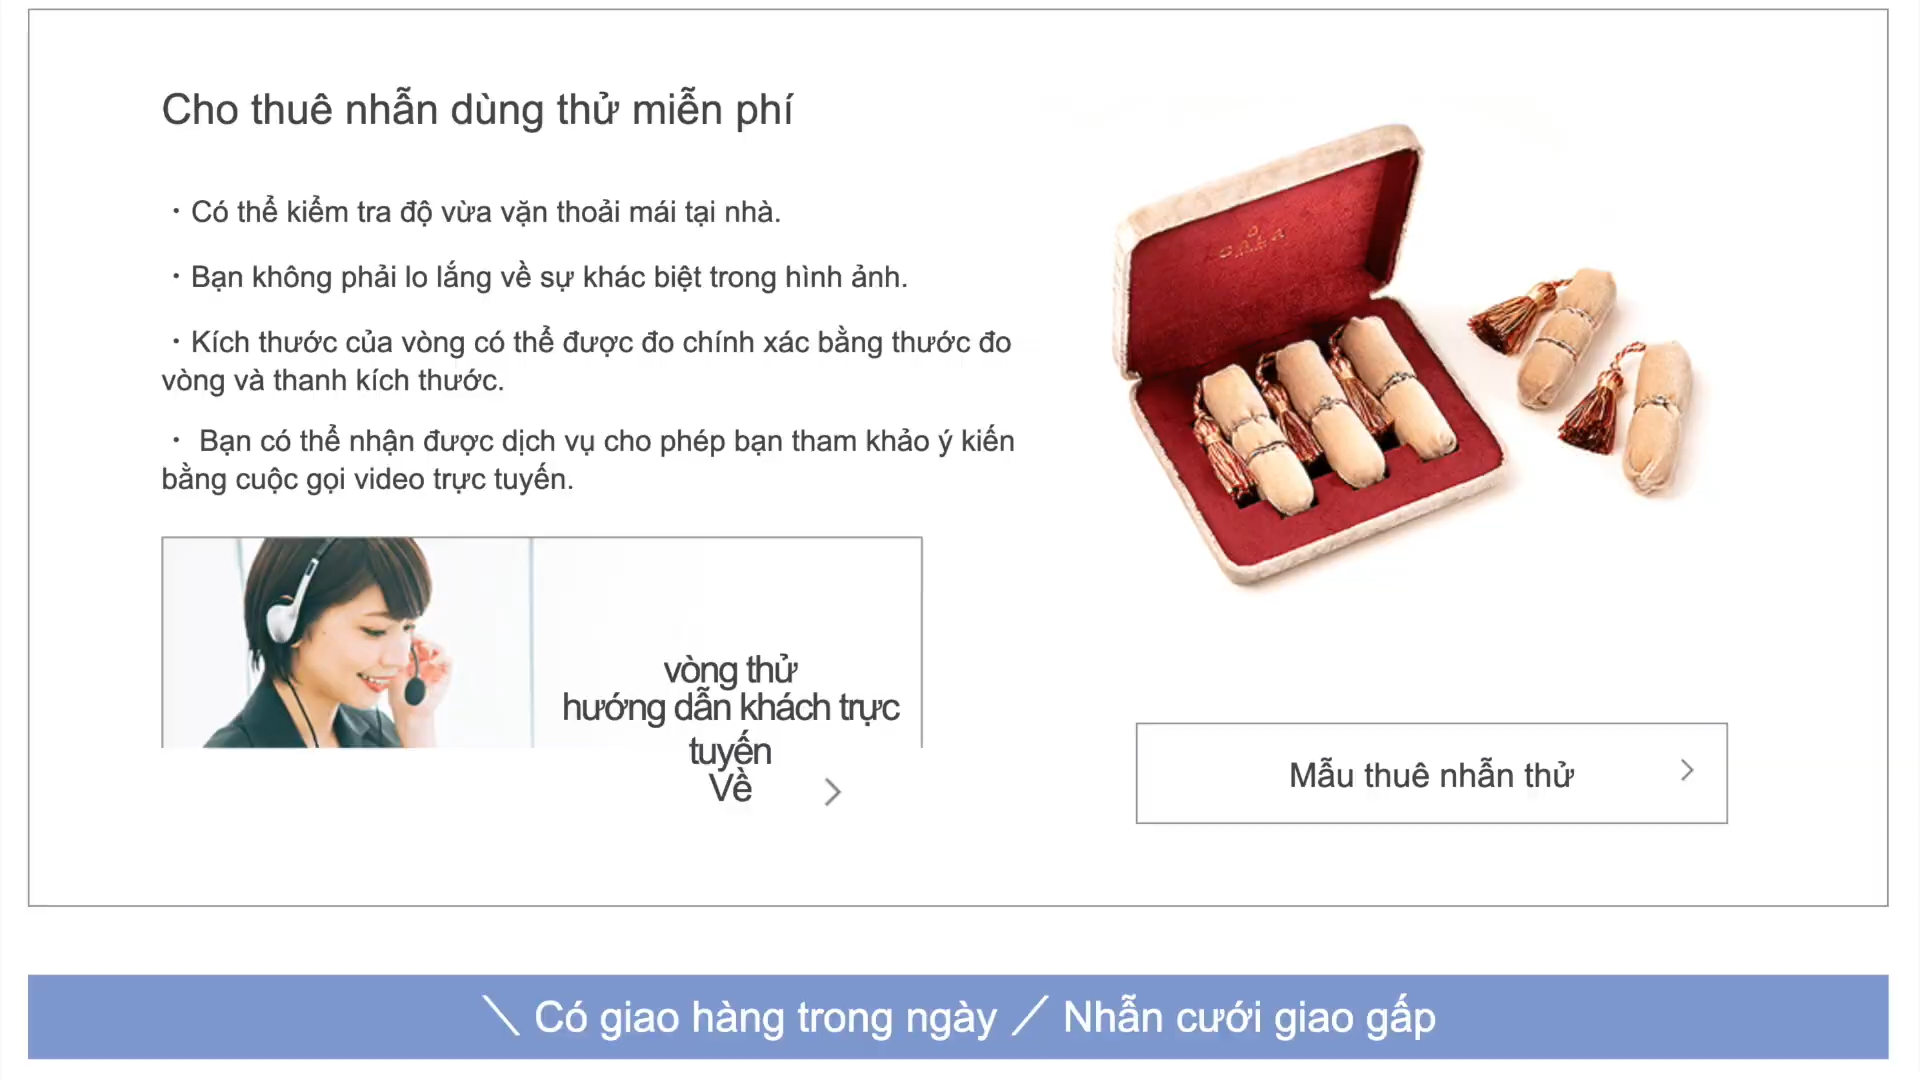 Cho thuê nhẫn dùng thử miễn phí
・Có thể kiểm tra độ vừa vặn thoải mái tại nhà.
・Bạn không phải lo lắng về sự khác biệt trong hình ảnh.
・Kích thước của vòng có thể được đo chính xác bằng thước đo
vòng và thanh kích thước.
・ Bạn có thể nhận được dịch vụ cho phép bạn tham khảo ý kiến
bằng cuộc gọi video trực tuyến.
vòng thử
hướng dẫn khách trực
tuyến
Về
Mẫu thuê nhẫn thử
＼ Có giao hàng trong ngày ／ Nhẫn cưới giao gấp